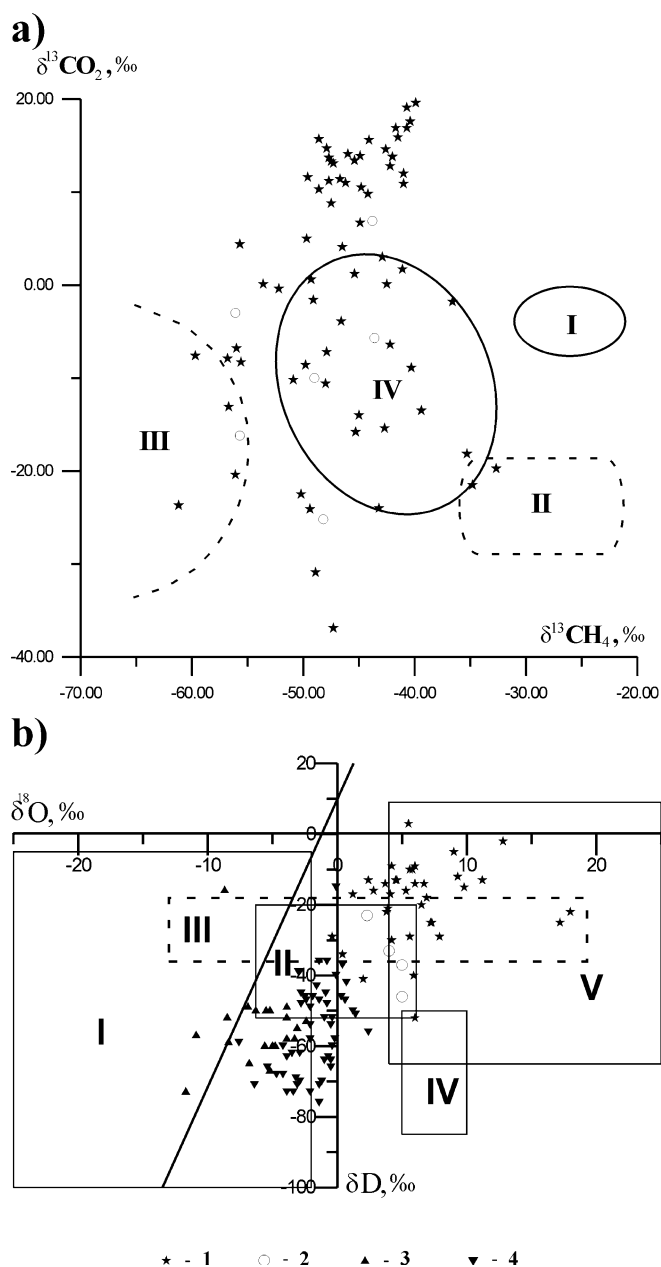 a)
δ¹³CO₂, ‰
20.00
0.00
-20.00
-40.00
I
IV
III
II
δ¹³CH₄, ‰
-70.00 -60.00 -50.00 -40.00 -30.00 -20.00
b)
20
δ¹⁸O, ‰
0
-20 -10 0 10 20
-20
III
II
-40
V
I
-60
IV
-80
-100 δD, ‰
- 1 - 2 - 3 - 4